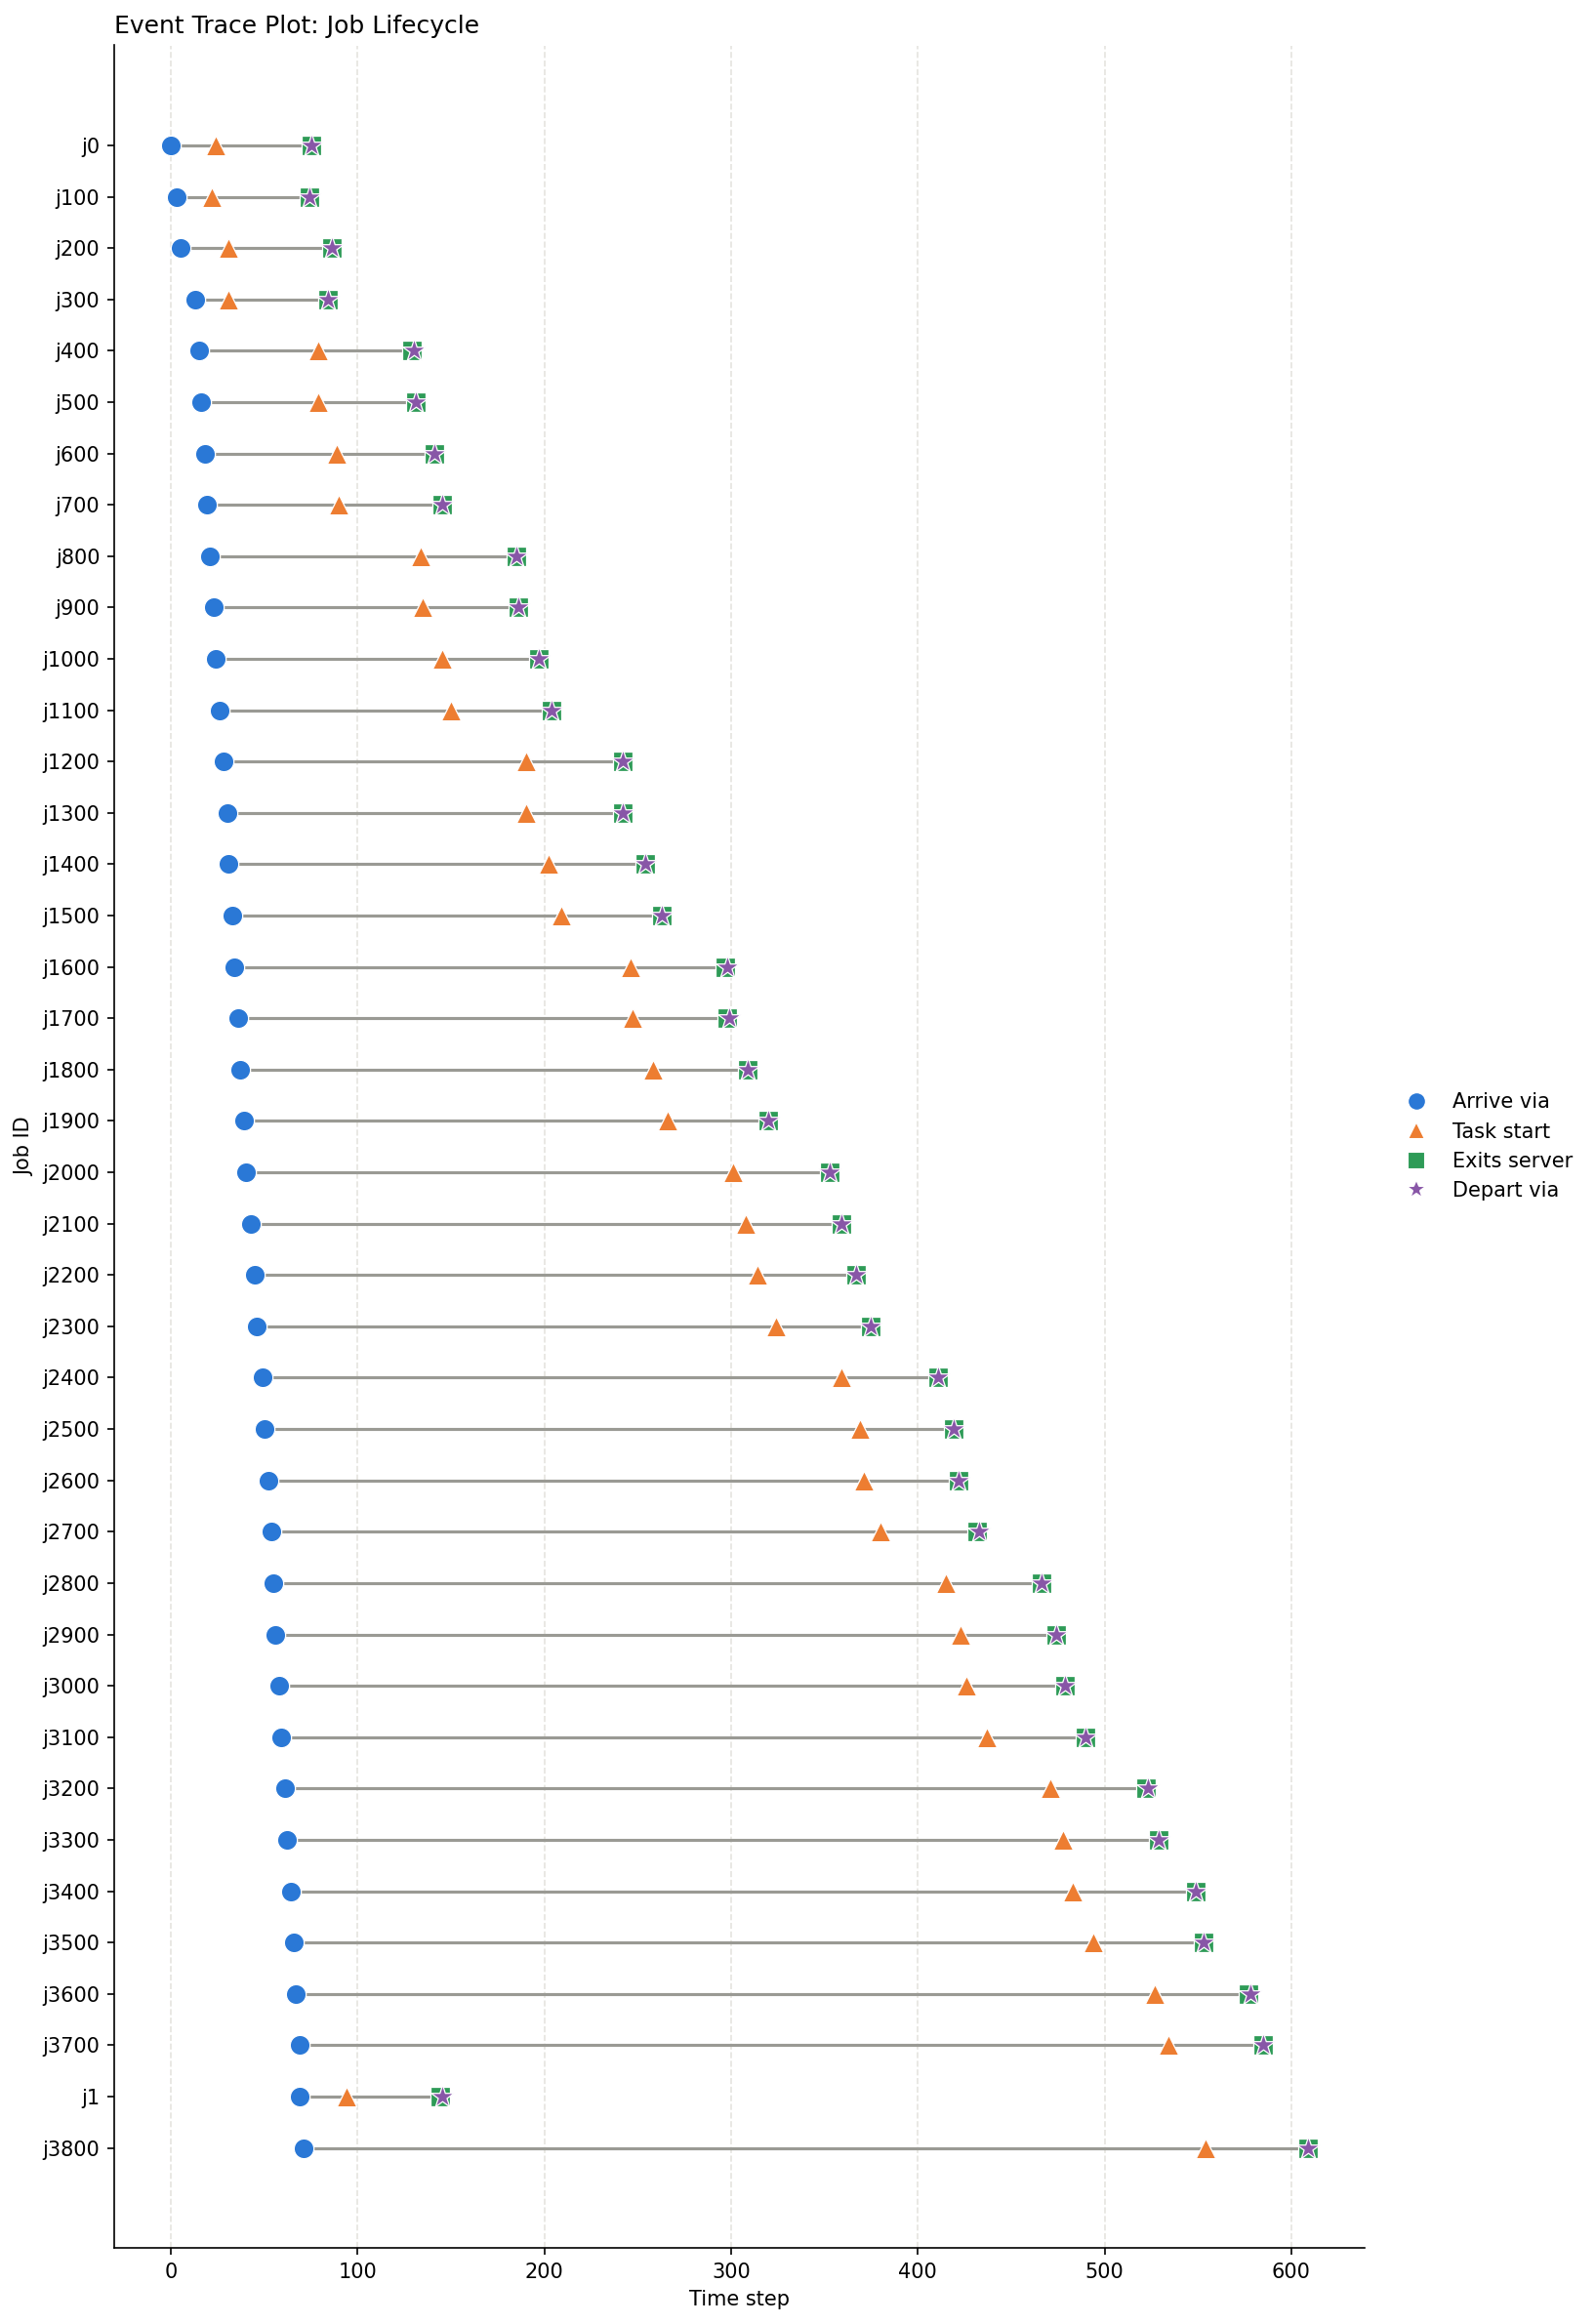 Event Trace Plot: Job Lifecycle
j0
j100
j200
j300
j400
j500
j600
j700
j800
j900
j1000
j1100
j1200
j1300
j1400
j1500
j1600
j1700
j1800
j1900
j2000
j2100
j2200
j2300
j2400
j2500
j2600
j2700
j2800
j2900
j3000
j3100
j3200
j3300
j3400
j3500
j3600
j3700
j1
j3800
Job ID
0 100 200 300 400 500 600
Time step
Arrive via
Task start
Exits server
Depart via